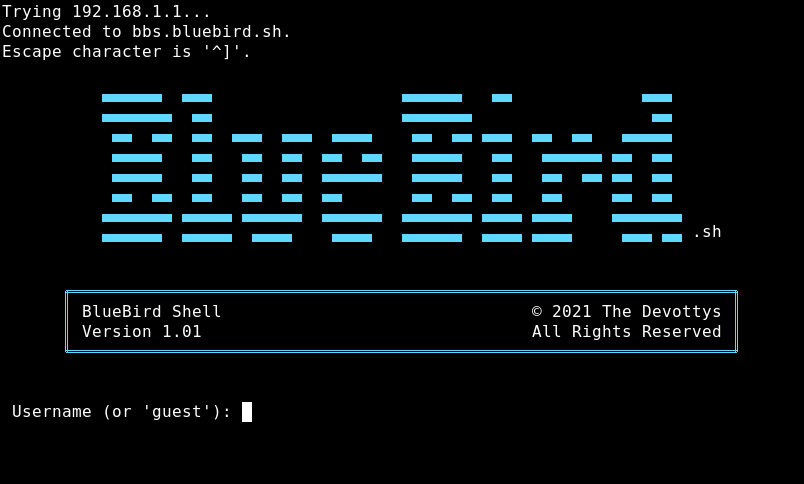 Trying 192.168.1.1...
Connected to bbs.bluebird.sh.
Escape character is '^]'.
BlueBird
.sh
BlueBird Shell
© 2021 The Devottys
Version 1.01
All Rights Reserved
Username (or 'guest'):